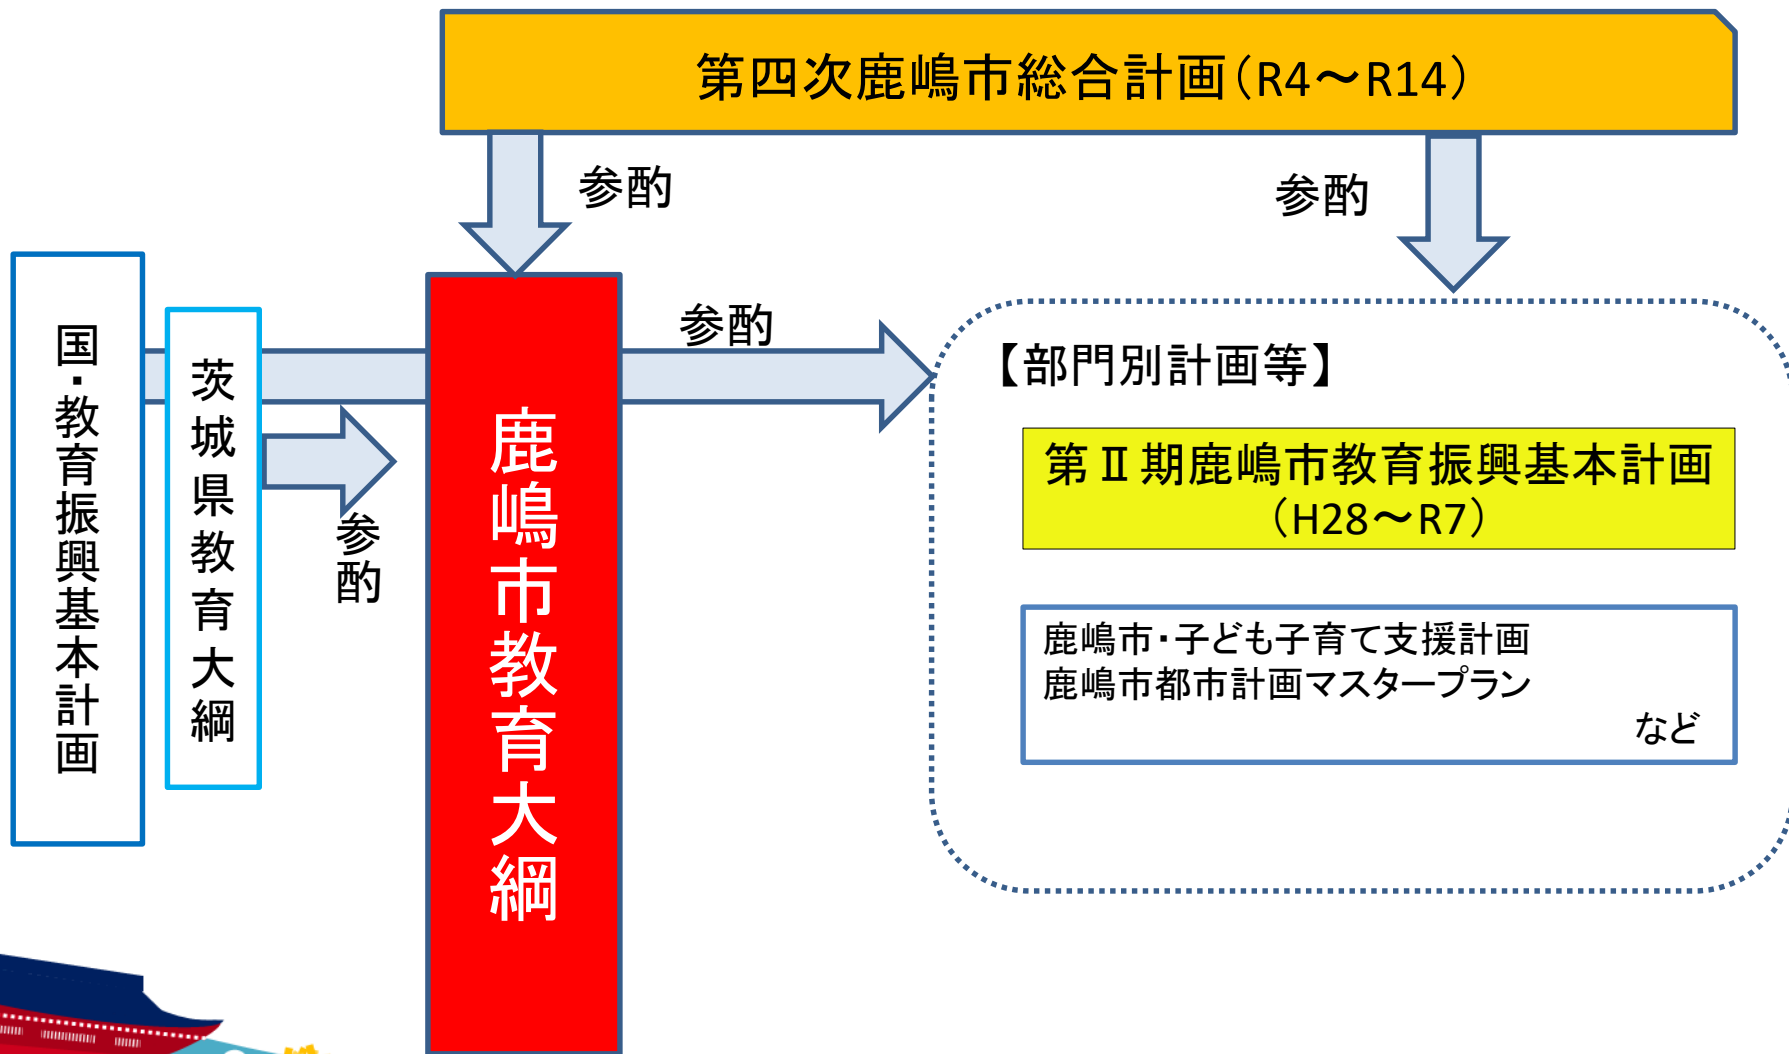 第四次鹿嶋市総合計画（R4～R14）
参酌
参酌
国・教育振興基本計画
茨城県教育大綱
参酌
鹿嶋市教育大綱
参酌
【部門別計画等】
第Ⅱ期鹿嶋市教育振興基本計画
（H28～R7）
鹿嶋市・子ども子育て支援計画
鹿嶋市都市計画マスタープラン
など